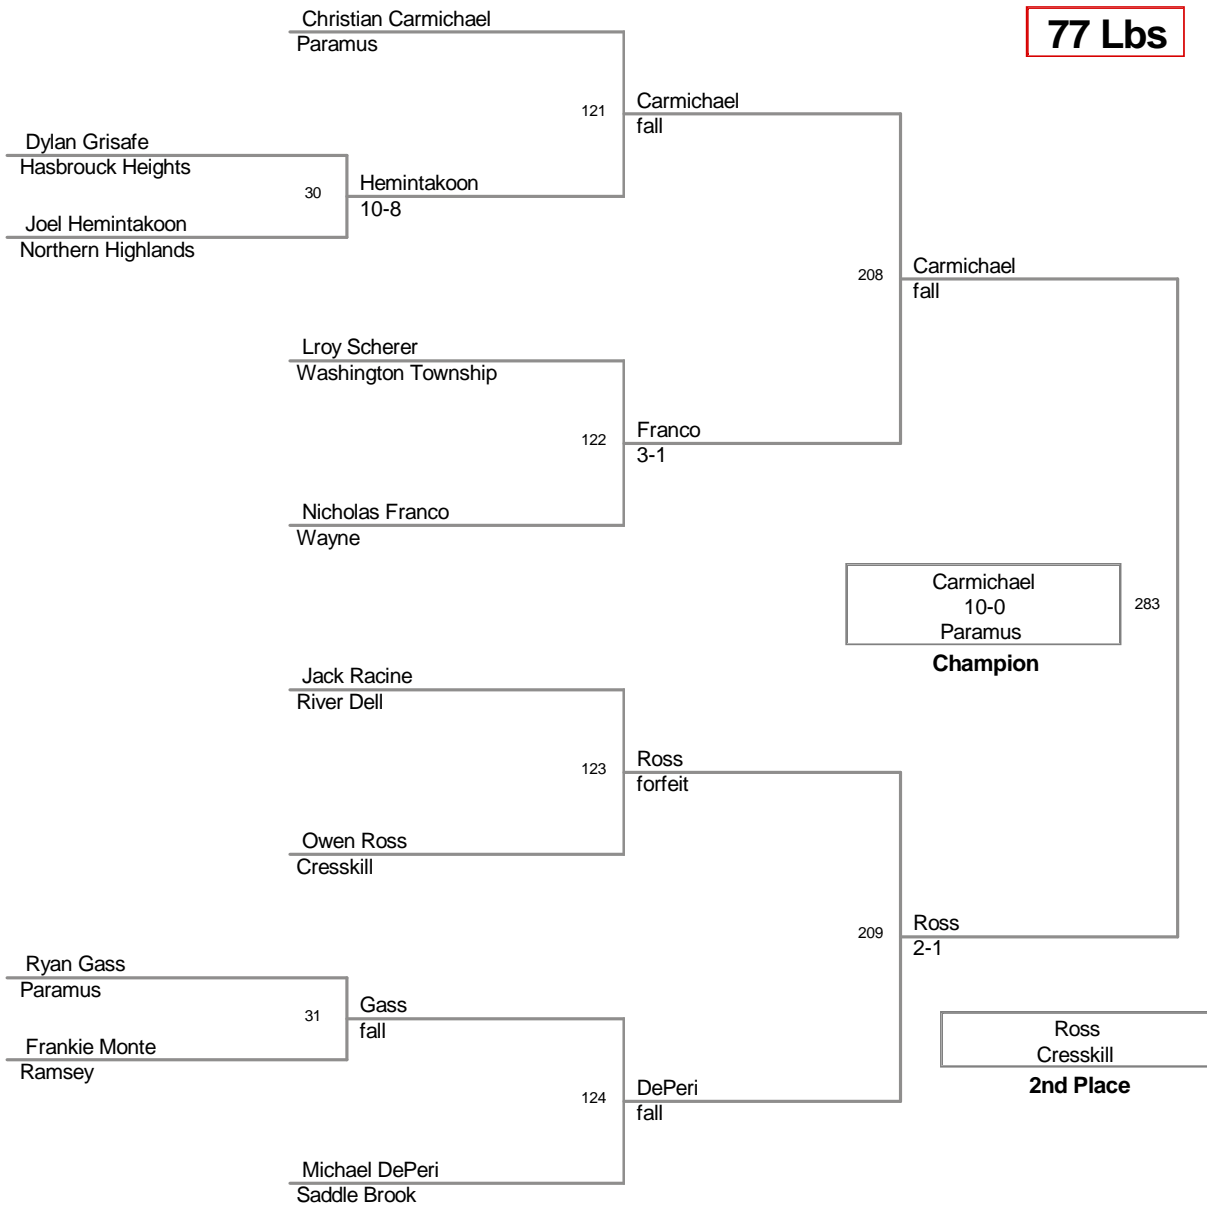 Christian Carmichael
Paramus
77 Lbs
121
Carmichael
fall
Dylan Grisafe
Hasbrouck Heights
30
Hemintakoon
10-8
Joel Hemintakoon
Northern Highlands
208
Carmichael
fall
Lroy Scherer
Washington Township
122
Franco
3-1
Nicholas Franco
Wayne
Carmichael
10-0
Paramus
283
Champion
Jack Racine
River Dell
123
Ross
forfeit
Owen Ross
Cresskill
209
Ross
2-1
Ryan Gass
Paramus
31
Gass
fall
Frankie Monte
Ramsey
Ross
Cresskill
2nd Place
124
DePeri
fall
Michael DePeri
Saddle Brook